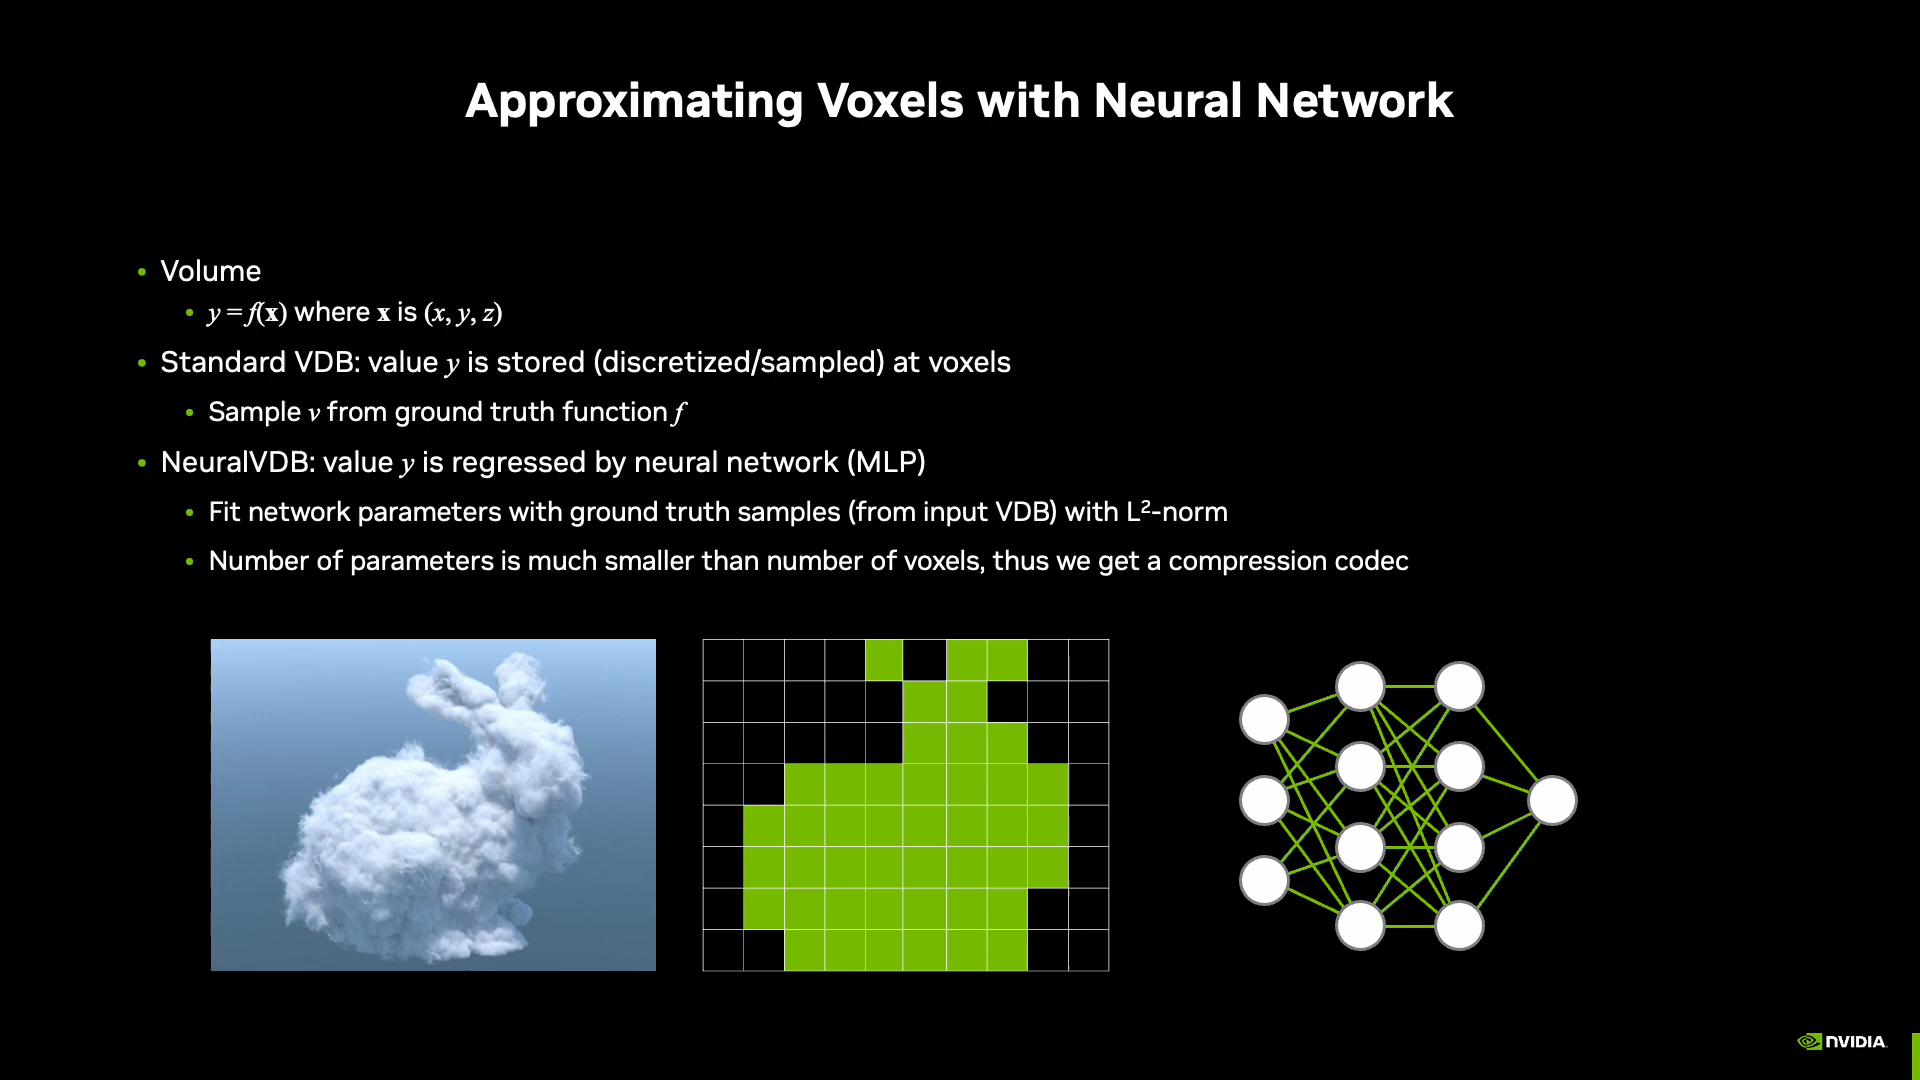 Approximating Voxels with Neural Network
• Volume
• y = f(x) where x is (x, y, z)
• Standard VDB: value y is stored (discretized/sampled) at voxels
• Sample v from ground truth function f
• NeuralVDB: value y is regressed by neural network (MLP)
• Fit network parameters with ground truth samples (from input VDB) with L²-norm
• Number of parameters is much smaller than number of voxels, thus we get a compression codec
NVIDIA.